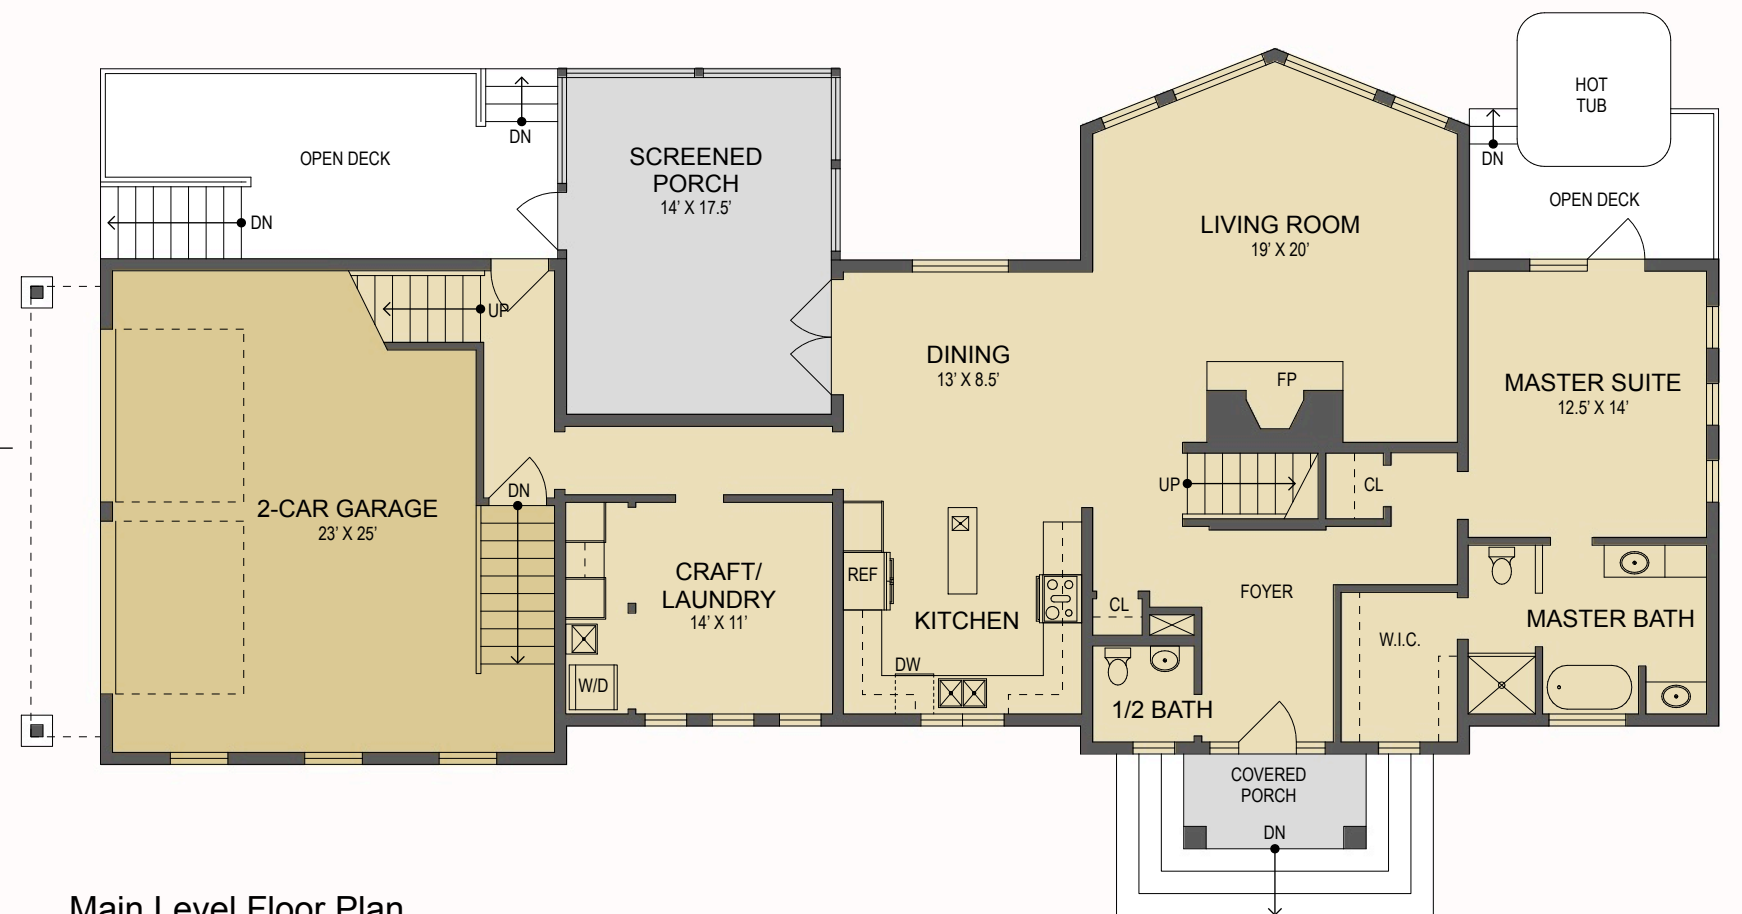 HOT
TUB
DN
OPEN DECK
SCREENED
PORCH
14' X 17.5'
DN
OPEN DECK
DN
LIVING ROOM
19' X 20'
UP
DINING
13' X 8.5'
FP
MASTER SUITE
12.5' X 14'
2-CAR GARAGE
23' X 25'
DN
UP
CL
CRAFT/
LAUNDRY
14' X 11'
REF
KITCHEN
CL
FOYER
MASTER BATH
W.I.C.
W/D
DW
1/2 BATH
COVERED
PORCH
DN
Main Level Floor Plan